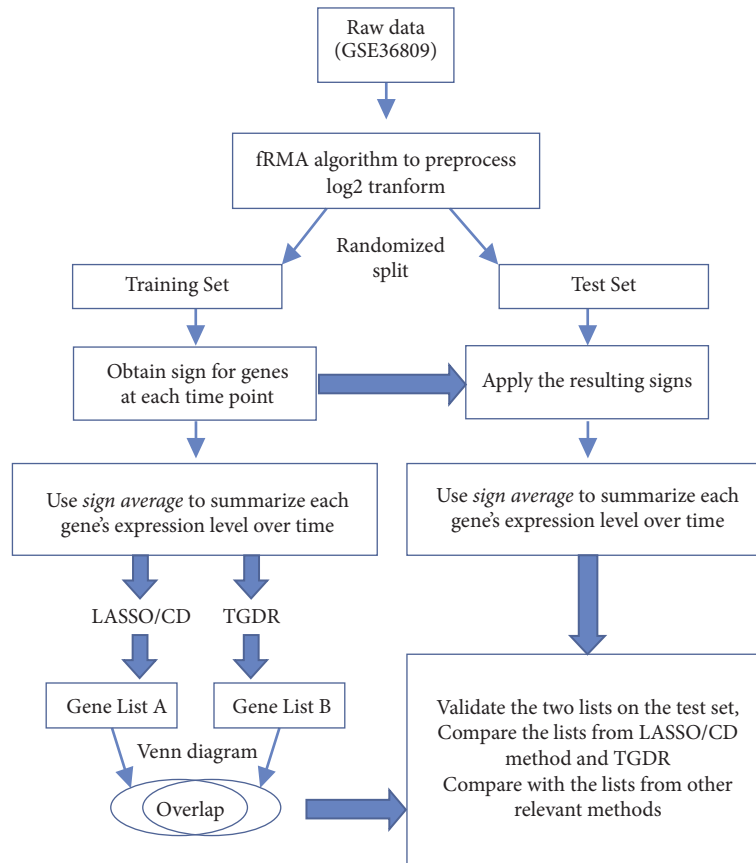 Raw data
(GSE36809)
fRMA algorithm to preprocess
log2 tranform
Randomized
split
Training Set
Test Set
Obtain sign for genes
at each time point
Apply the resulting signs
Use sign average to summarize each
gene's expression level over time
Use sign average to summarize each
gene's expression level over time
LASSO/CD
TGDR
Gene List A
Gene List B
Venn diagram
Overlap
Validate the two lists on the test set,
Compare the lists from LASSO/CD
method and TGDR
Compare with the lists from other
relevant methods